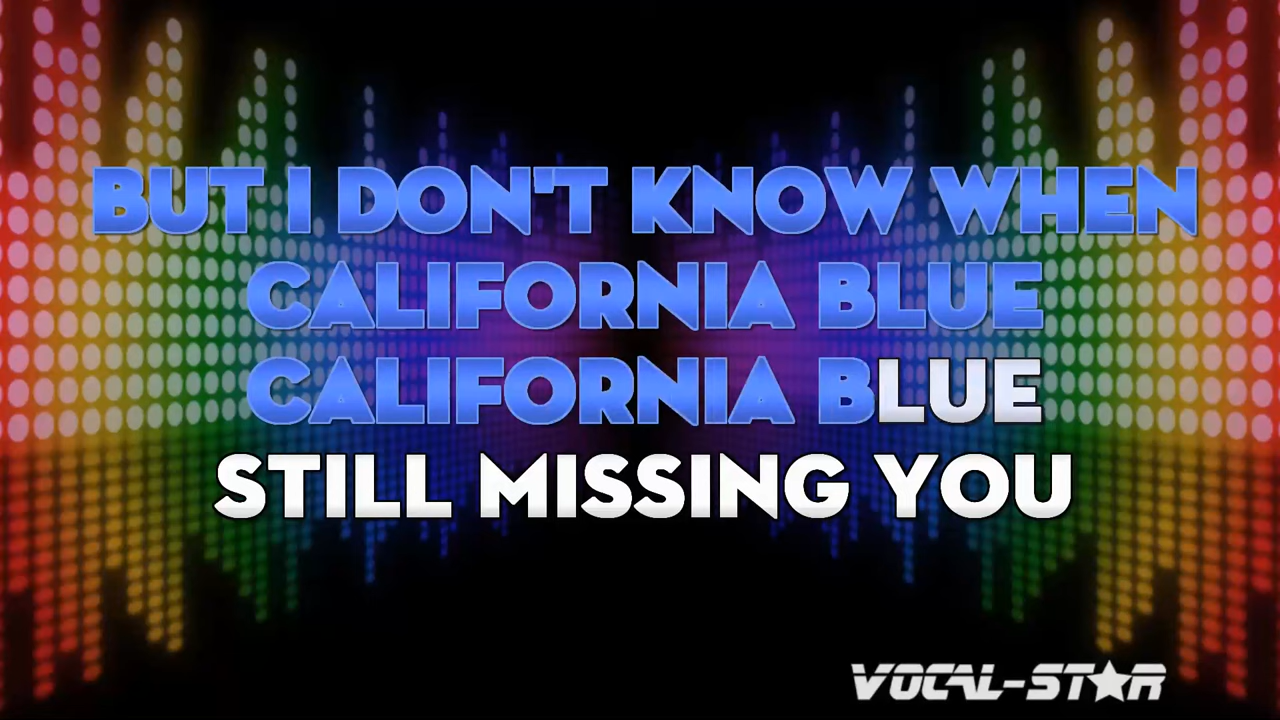 BUT I DON'T KNOW WHEN
CALIFORNIA BLUE
CALIFORNIA BLUE
STILL MISSING YOU
VOCAL-STAR